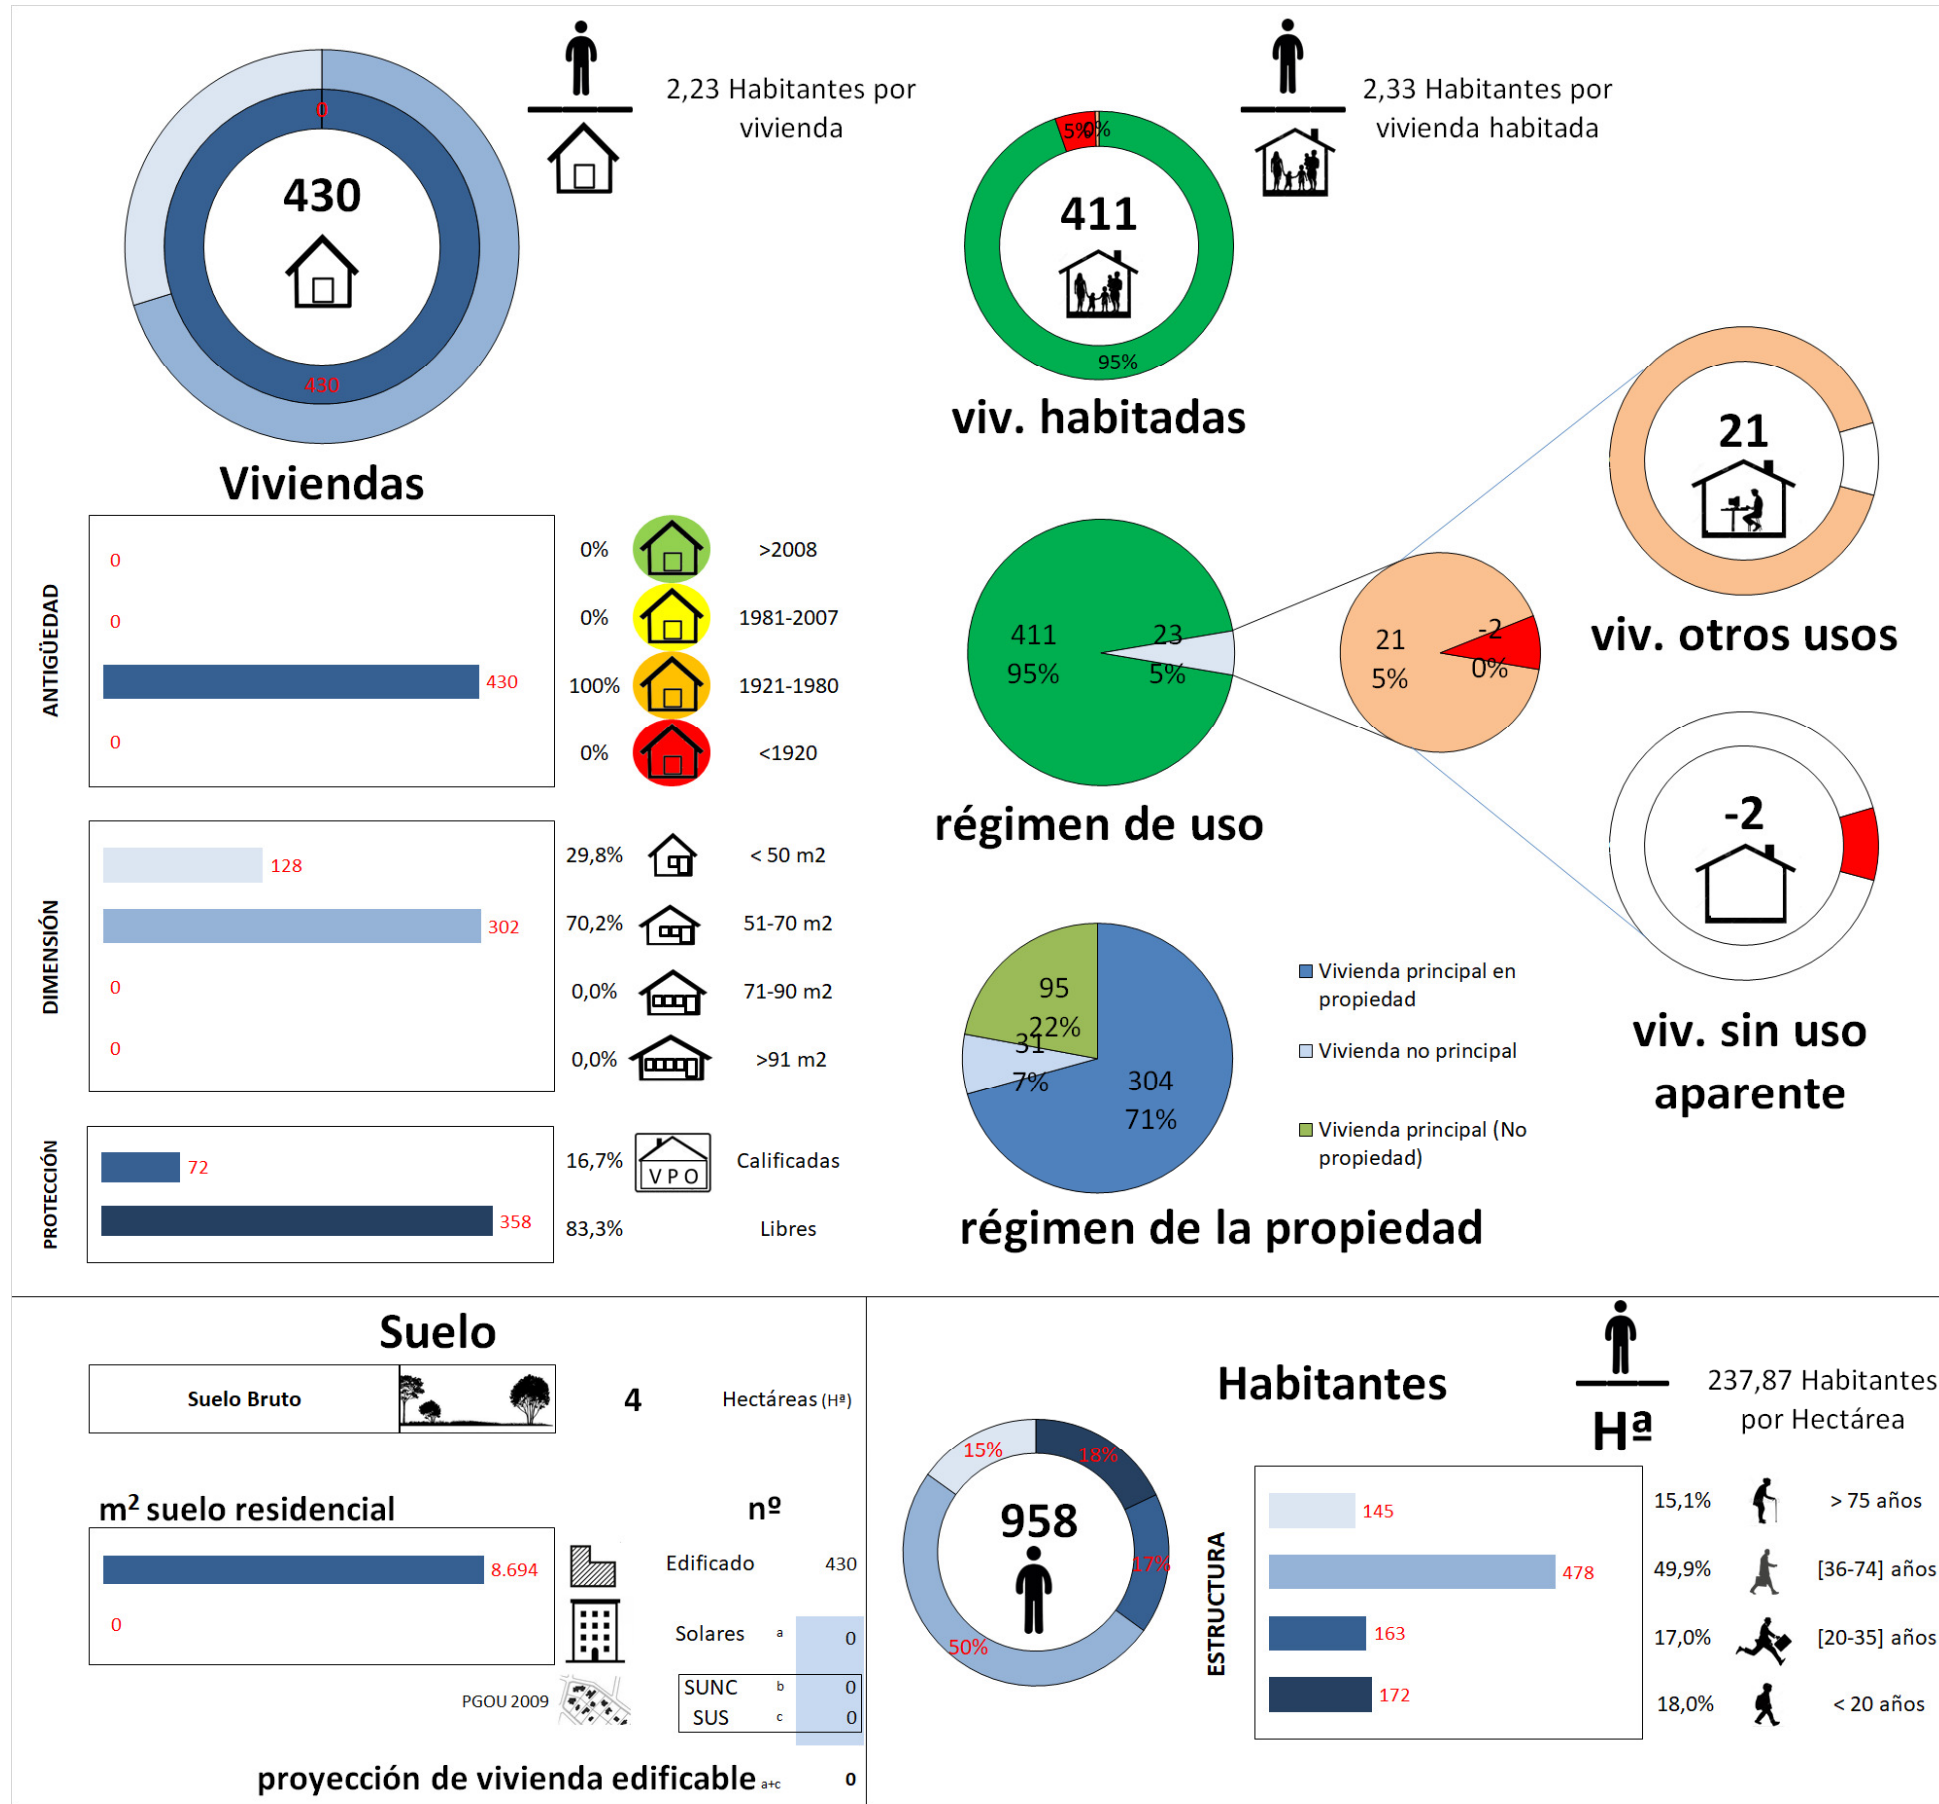 2,23 Habitantes por
vivienda
0
430
430
Viviendas
2,33 Habitantes por
vivienda habitada
5%
0%
411
95%
viv. habitadas
21
viv. otros usos
411
95%
23
5%
21
5%
-2
0%
régimen de uso
-2
viv. sin uso
aparente
ANTIGÜEDAD
0
0% >2008
0
0% 1981-2007
430
100% 1921-1980
0
0% <1920
DIMENSIÓN
128
29,8% < 50 m2
302
70,2% 51-70 m2
0
0,0% 71-90 m2
0
0,0% >91 m2
PROTECCIÓN
72
16,7% VPO Calificadas
358
83,3% Libres
95
22%
31
7%
304
71%
Vivienda principal en
propiedad
Vivienda no principal
Vivienda principal (No
propiedad)
régimen de la propiedad
Suelo
Suelo Bruto 4 Hectáreas (Hª)
m² suelo residencial nº
8.694
Edificado 430
0
Solares a 0
PGOU 2009
SUNC b 0
SUS c 0
proyección de vivienda edificable a+c 0
Habitantes
Hª
237,87 Habitantes
por Hectárea
15%
18%
17%
50%
958
ESTRUCTURA
145
15,1% > 75 años
478
49,9% [36-74] años
163
17,0% [20-35] años
172
18,0% < 20 años